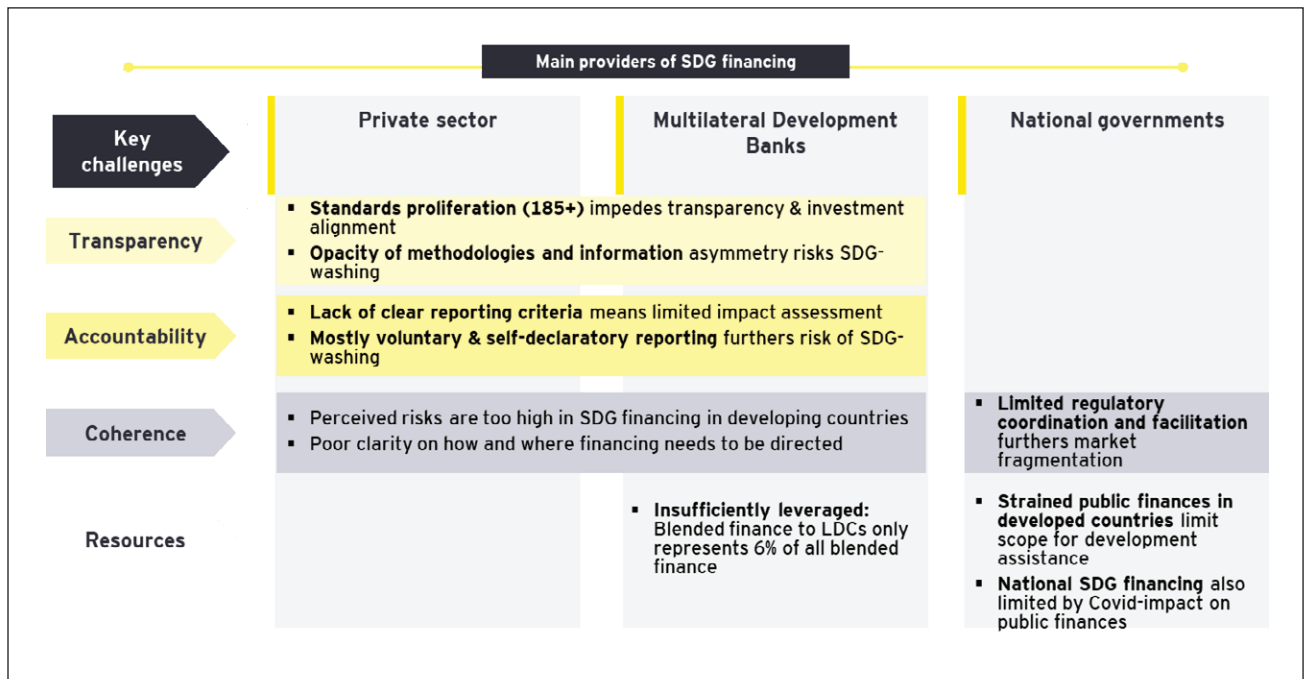 Main providers of SDG financing
Key
challenges
Private sector
Multilateral Development
Banks
National governments
Transparency
▪ Standards proliferation (185+) impedes transparency & investment
alignment
▪ Opacity of methodologies and information asymmetry risks SDG-
washing
Accountability
▪ Lack of clear reporting criteria means limited impact assessment
▪ Mostly voluntary & self-declaratory reporting furthers risk of SDG-
washing
Coherence
▪ Perceived risks are too high in SDG financing in developing countries
▪ Poor clarity on how and where financing needs to be directed
▪ Limited regulatory
coordination and facilitation
furthers market
fragmentation
Resources
▪ Insufficiently leveraged:
Blended finance to LDCs only
represents 6% of all blended
finance
▪ Strained public finances in
developed countries limit
scope for development
assistance
▪ National SDG financing also
limited by Covid-impact on
public finances